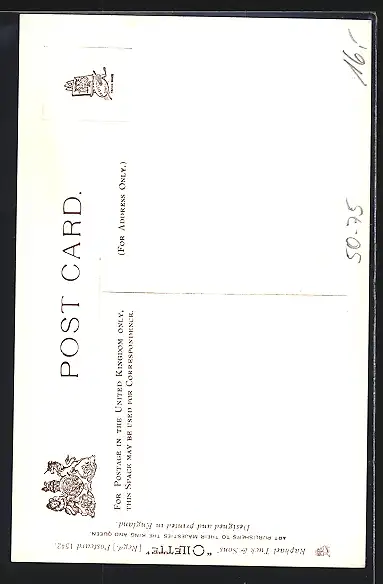 POST CARD.
FOR POSTAGE IN THE UNITED KINGDOM ONLY,
THIS SPACE MAY BE USED FOR CORRESPONDENCE.
(FOR ADDRESS ONLY.)
Raphael Tuck & Sons' "OILETTE" [Regd.] Postcard 1542.
ART PUBLISHERS TO THEIR MAJESTIES THE KING AND QUEEN.
Designed and printed in England.
16,-
50-75